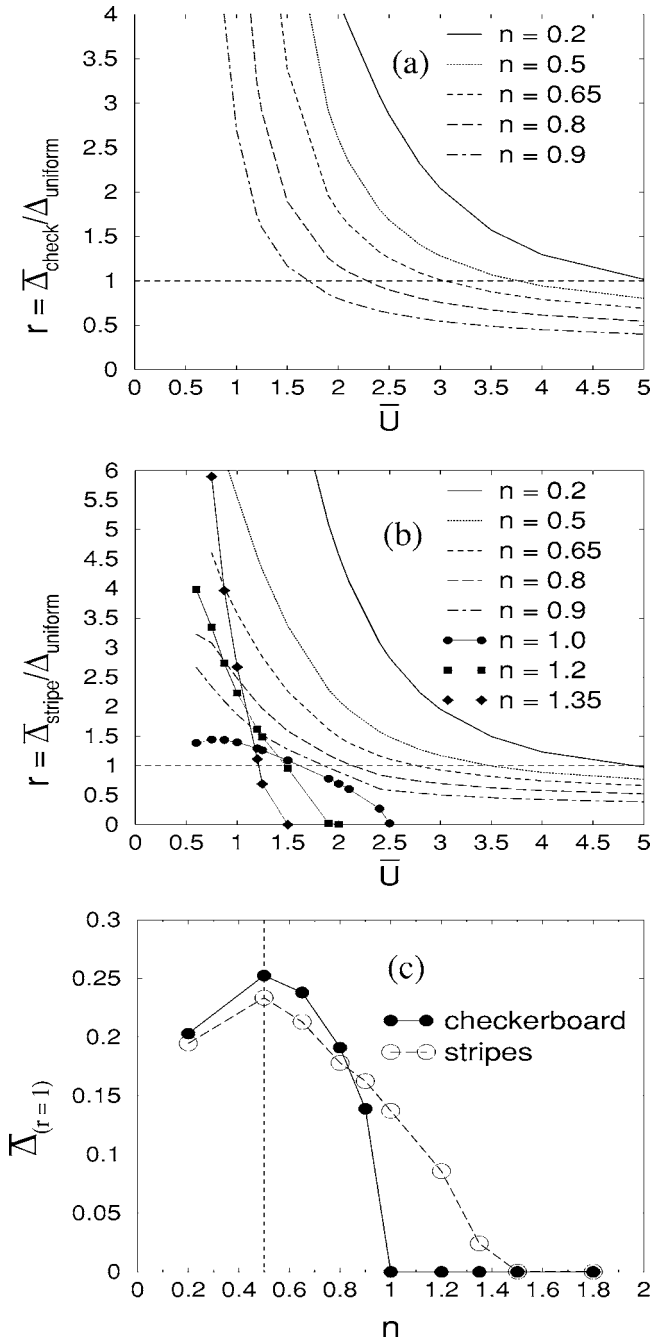 4
3.5
3
2.5
2
1.5
1
0.5
0
r = Δ̅check/Δuniform
(a)
n = 0.2
n = 0.5
n = 0.65
n = 0.8
n = 0.9
0 0.5 1 1.5 2 2.5 3 3.5 4 4.5 5
U̅
6
5.5
5
4.5
4
3.5
3
2.5
2
1.5
1
0.5
0
r = Δ̅stripe/Δuniform
(b)
n = 0.2
n = 0.5
n = 0.65
n = 0.8
n = 0.9
n = 1.0
n = 1.2
n = 1.35
0 0.5 1 1.5 2 2.5 3 3.5 4 4.5 5
U̅
0.3
0.25
0.2
0.15
0.1
0.05
0
Δ̅(r = 1)
(c)
checkerboard
stripes
0 0.2 0.4 0.6 0.8 1 1.2 1.4 1.6 1.8 2
n